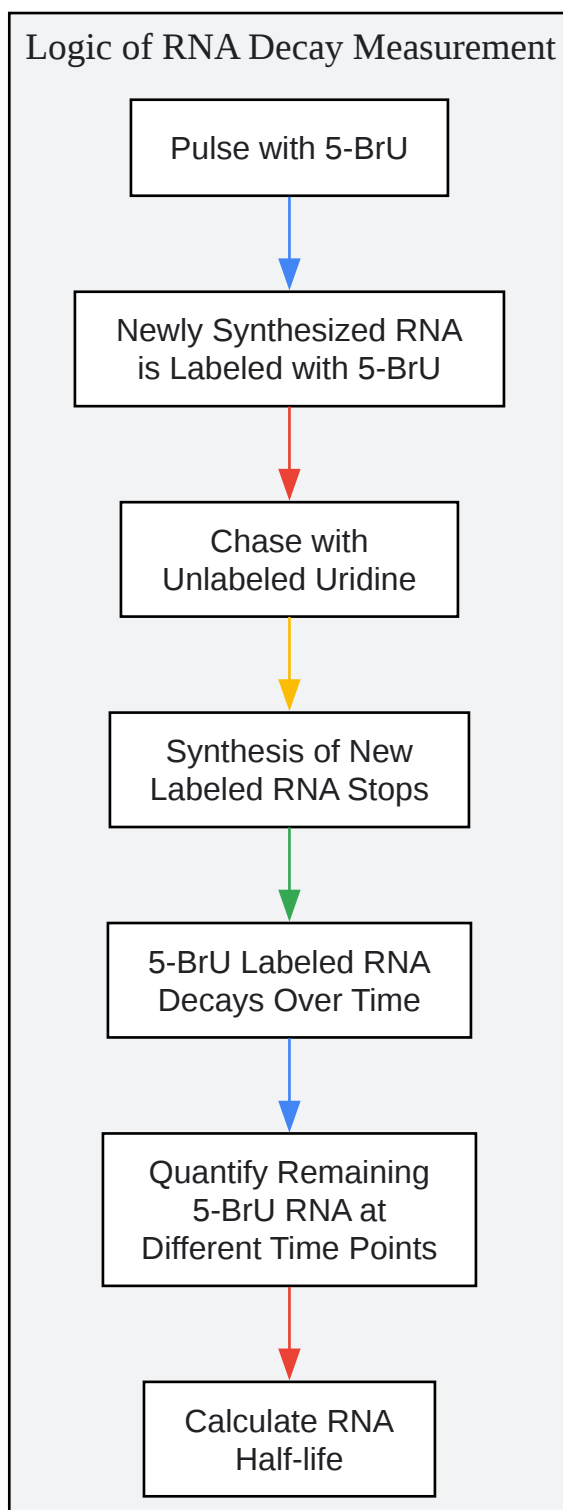 Logic of RNA Decay Measurement
Pulse with 5-BrU
Newly Synthesized RNA
is Labeled with 5-BrU
Chase with
Unlabeled Uridine
Synthesis of New
Labeled RNA Stops
5-BrU Labeled RNA
Decays Over Time
Quantify Remaining
5-BrU RNA at
Different Time Points
Calculate RNA
Half-life